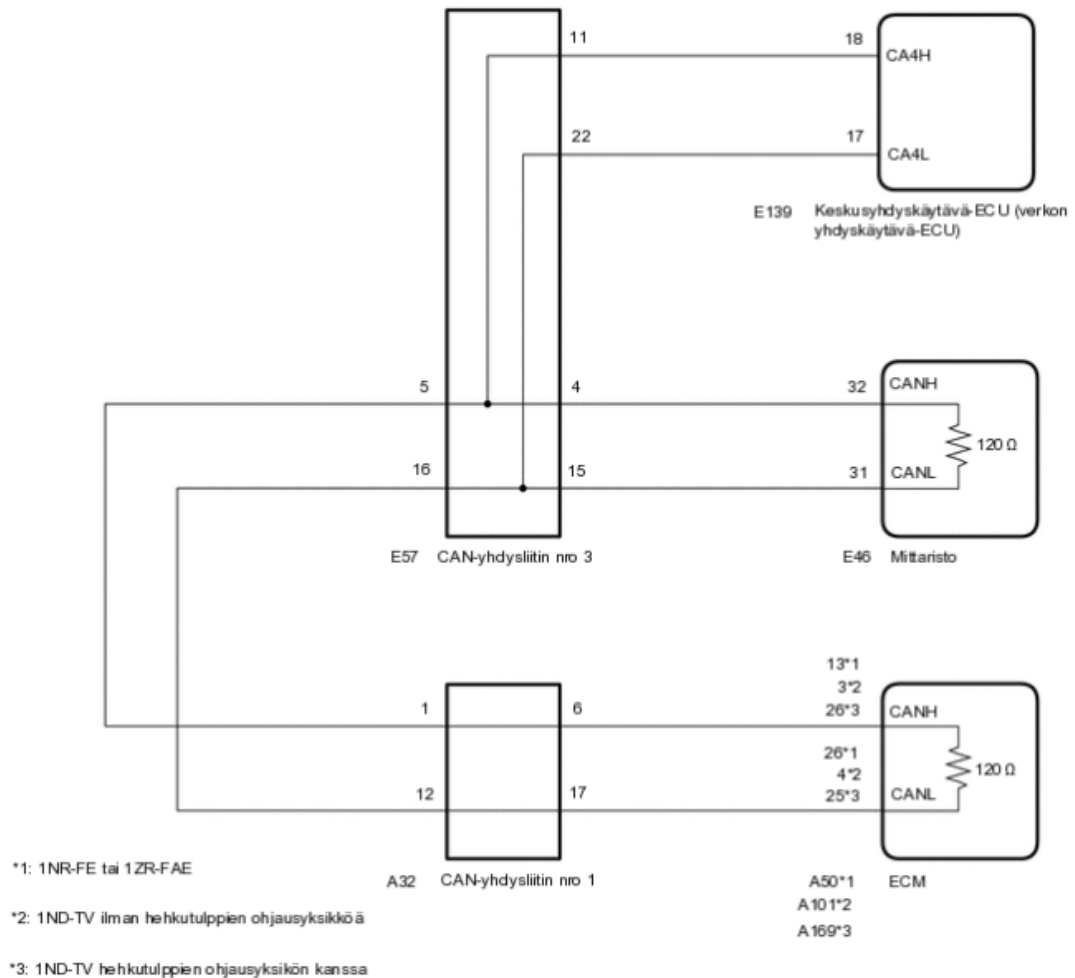 11
18
CA4H
22
17
CA4L
E139 Keskusyhdyskäytävä-ECU (verkon
yhdyskäytävä-ECU)
5
4
32
CANH
120 Ω
16
15
31
CANL
E57 CAN-yhdysliitin nro 3
E46 Mittaristo
13*1
3*2
26*3
1
6
CANH
26*1
4*2
25*3
120 Ω
12
17
CANL
*1: 1NR-FE tai 1ZR-FAE
A32 CAN-yhdysliitin nro 1
A50*1 ECM
A101*2
A169*3
*2: 1ND-TV ilman hehkutulppien ohjausyksikköä
*3: 1ND-TV hehkutulppien ohjausyksikön kanssa